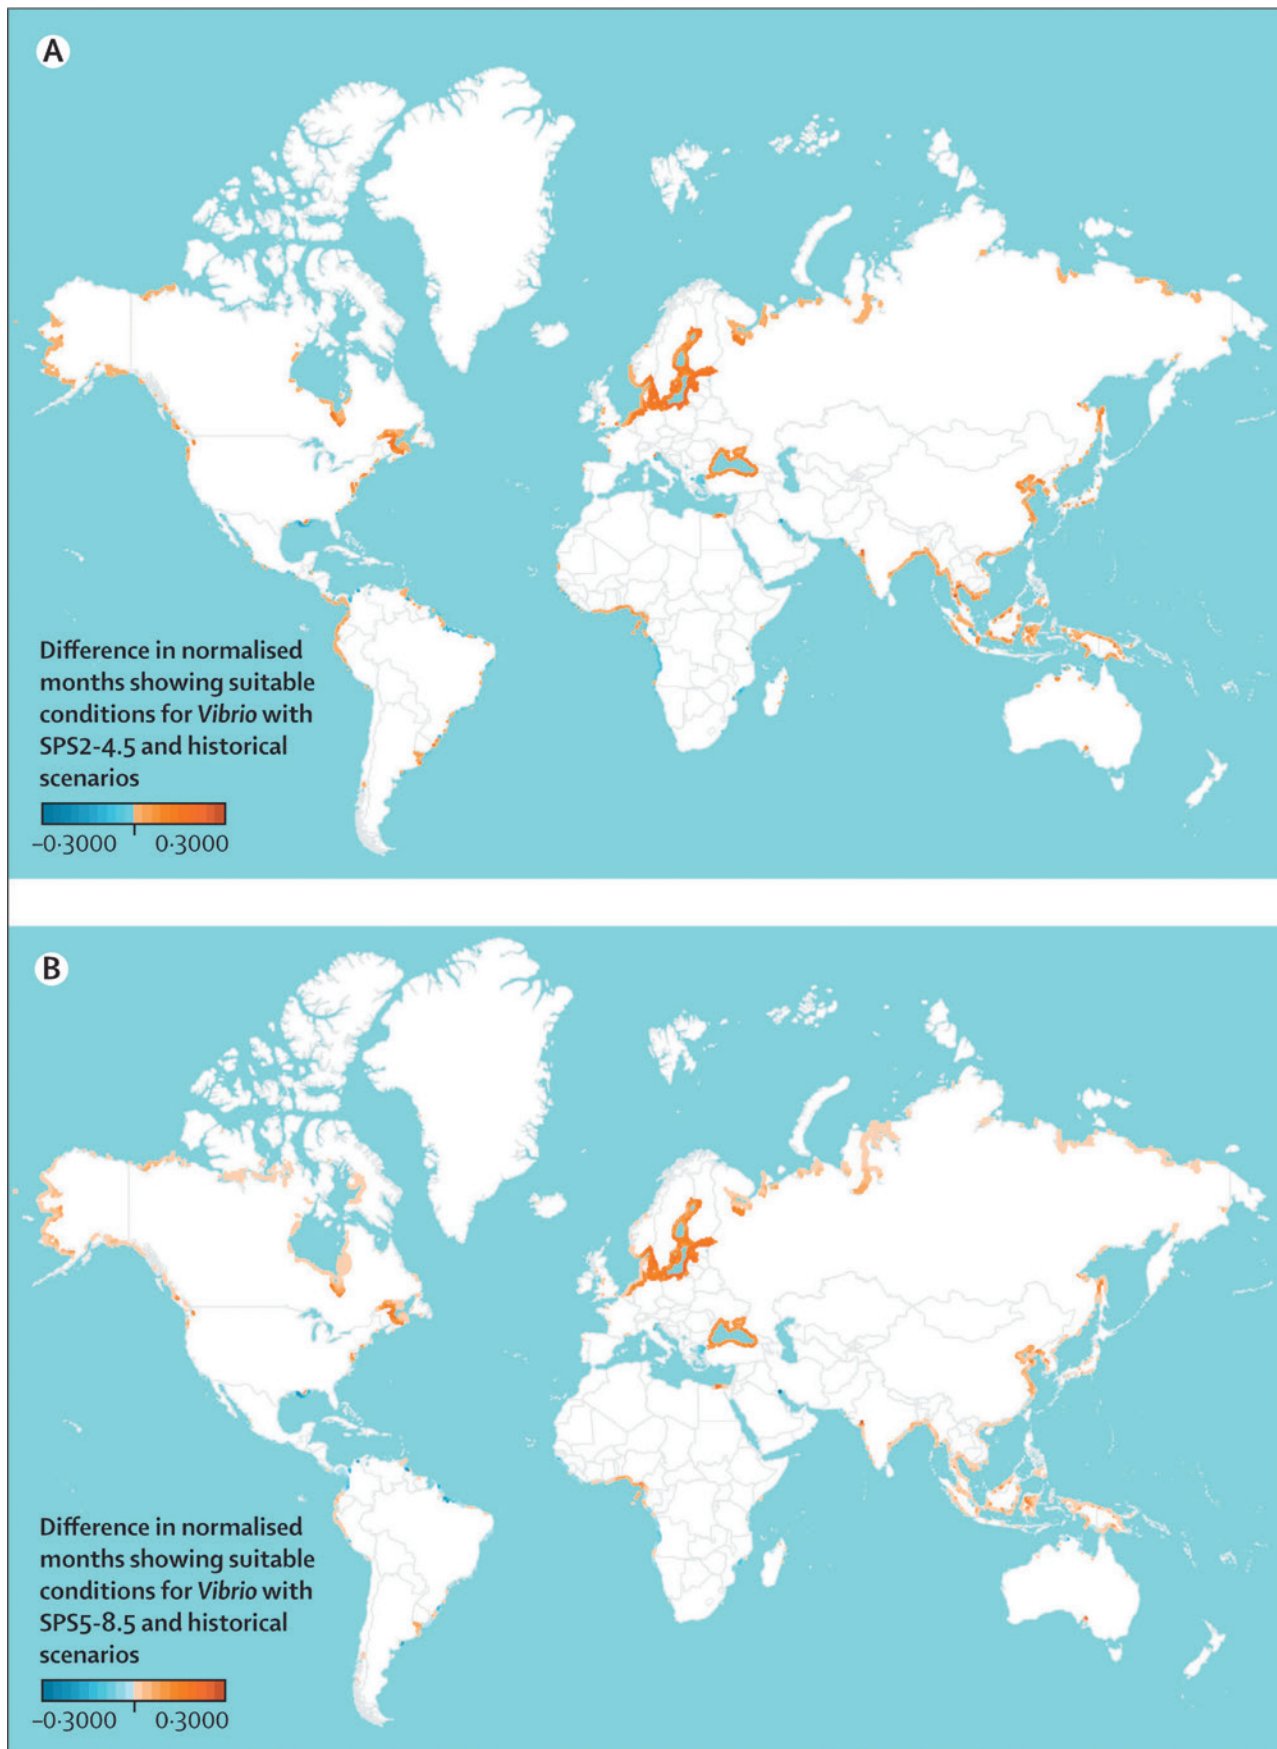 A
Difference in normalised
months showing suitable
conditions for Vibrio with
SPS2-4.5 and historical
scenarios
–0·3000 0·3000
B
Difference in normalised
months showing suitable
conditions for Vibrio with
SPS5-8.5 and historical
scenarios
–0·3000 0·3000